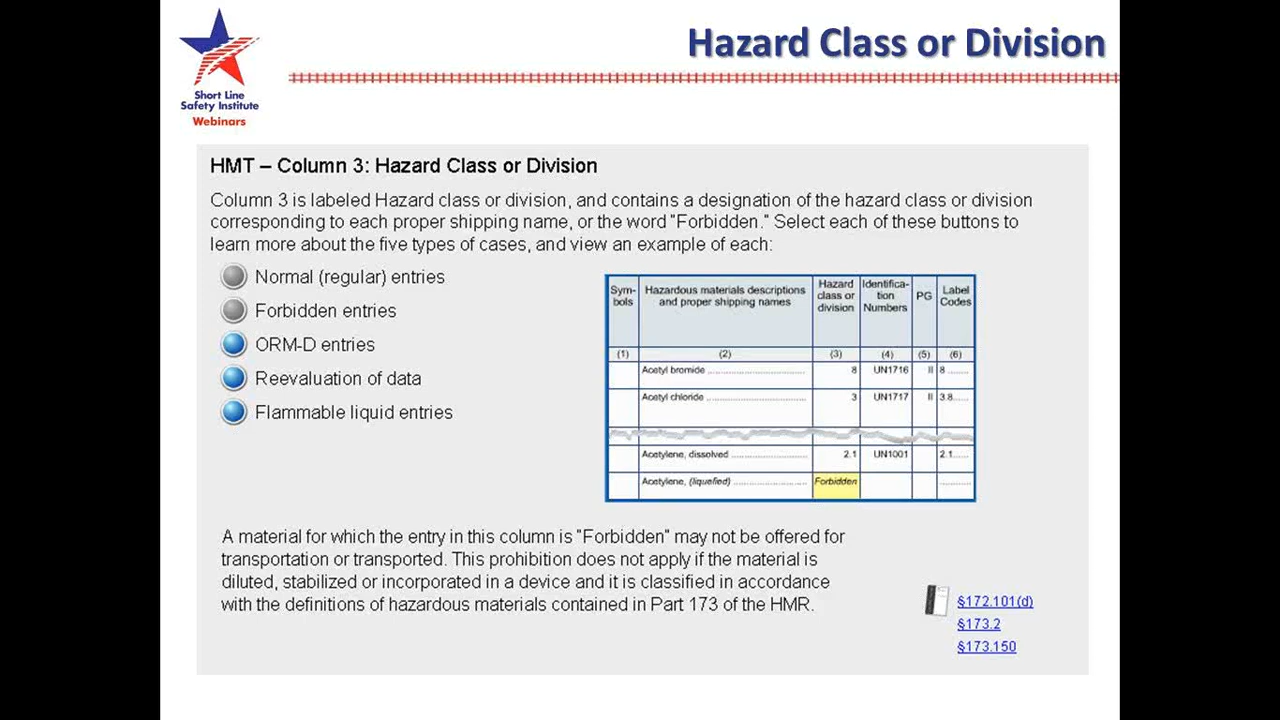 Hazard Class or Division
Short Line
Safety Institute
Webinars
HMT – Column 3: Hazard Class or Division
Column 3 is labeled Hazard class or division, and contains a designation of the hazard class or division
corresponding to each proper shipping name, or the word "Forbidden." Select each of these buttons to
learn more about the five types of cases, and view an example of each:
Normal (regular) entries
Forbidden entries
ORM-D entries
Reevaluation of data
Flammable liquid entries
Sym-
bols
Hazardous materials descriptions
and proper shipping names
Hazard
class or
division
Identifica-
tion
Numbers
PG
Label
Codes
(1) (2) (3) (4) (5) (6)
Acetyl bromide .......................... 8 UN1716 II 8 ........
Acetyl chloride .......................... 3 UN1717 II 3.8.....
Acetylene, dissolved .................... 2.1 UN1001 2.1.....
Acetylene, (liquefied) .................... Forbidden ..........
A material for which the entry in this column is "Forbidden" may not be offered for
transportation or transported. This prohibition does not apply if the material is
diluted, stabilized or incorporated in a device and it is classified in accordance
with the definitions of hazardous materials contained in Part 173 of the HMR.
§172.101(d)
§173.2
§173.150